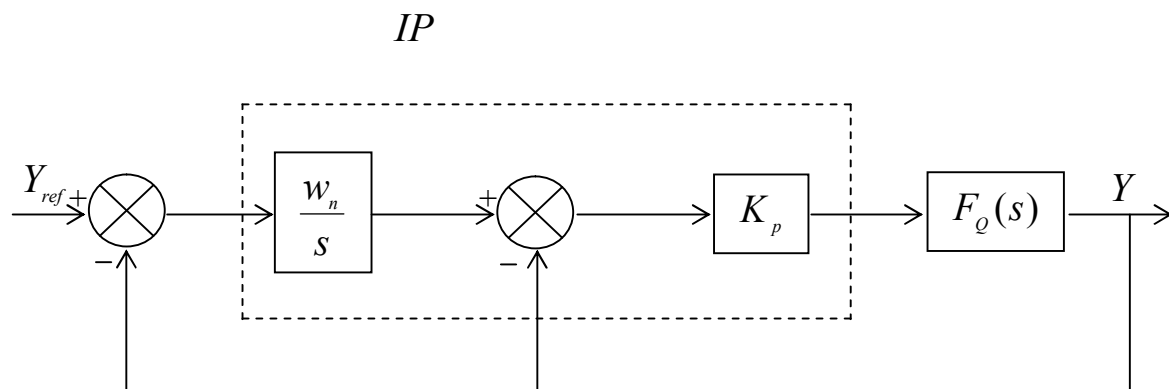 IP
Y_ref
+
−
w_n
s
+
−
K_p
F_Q(s)
Y